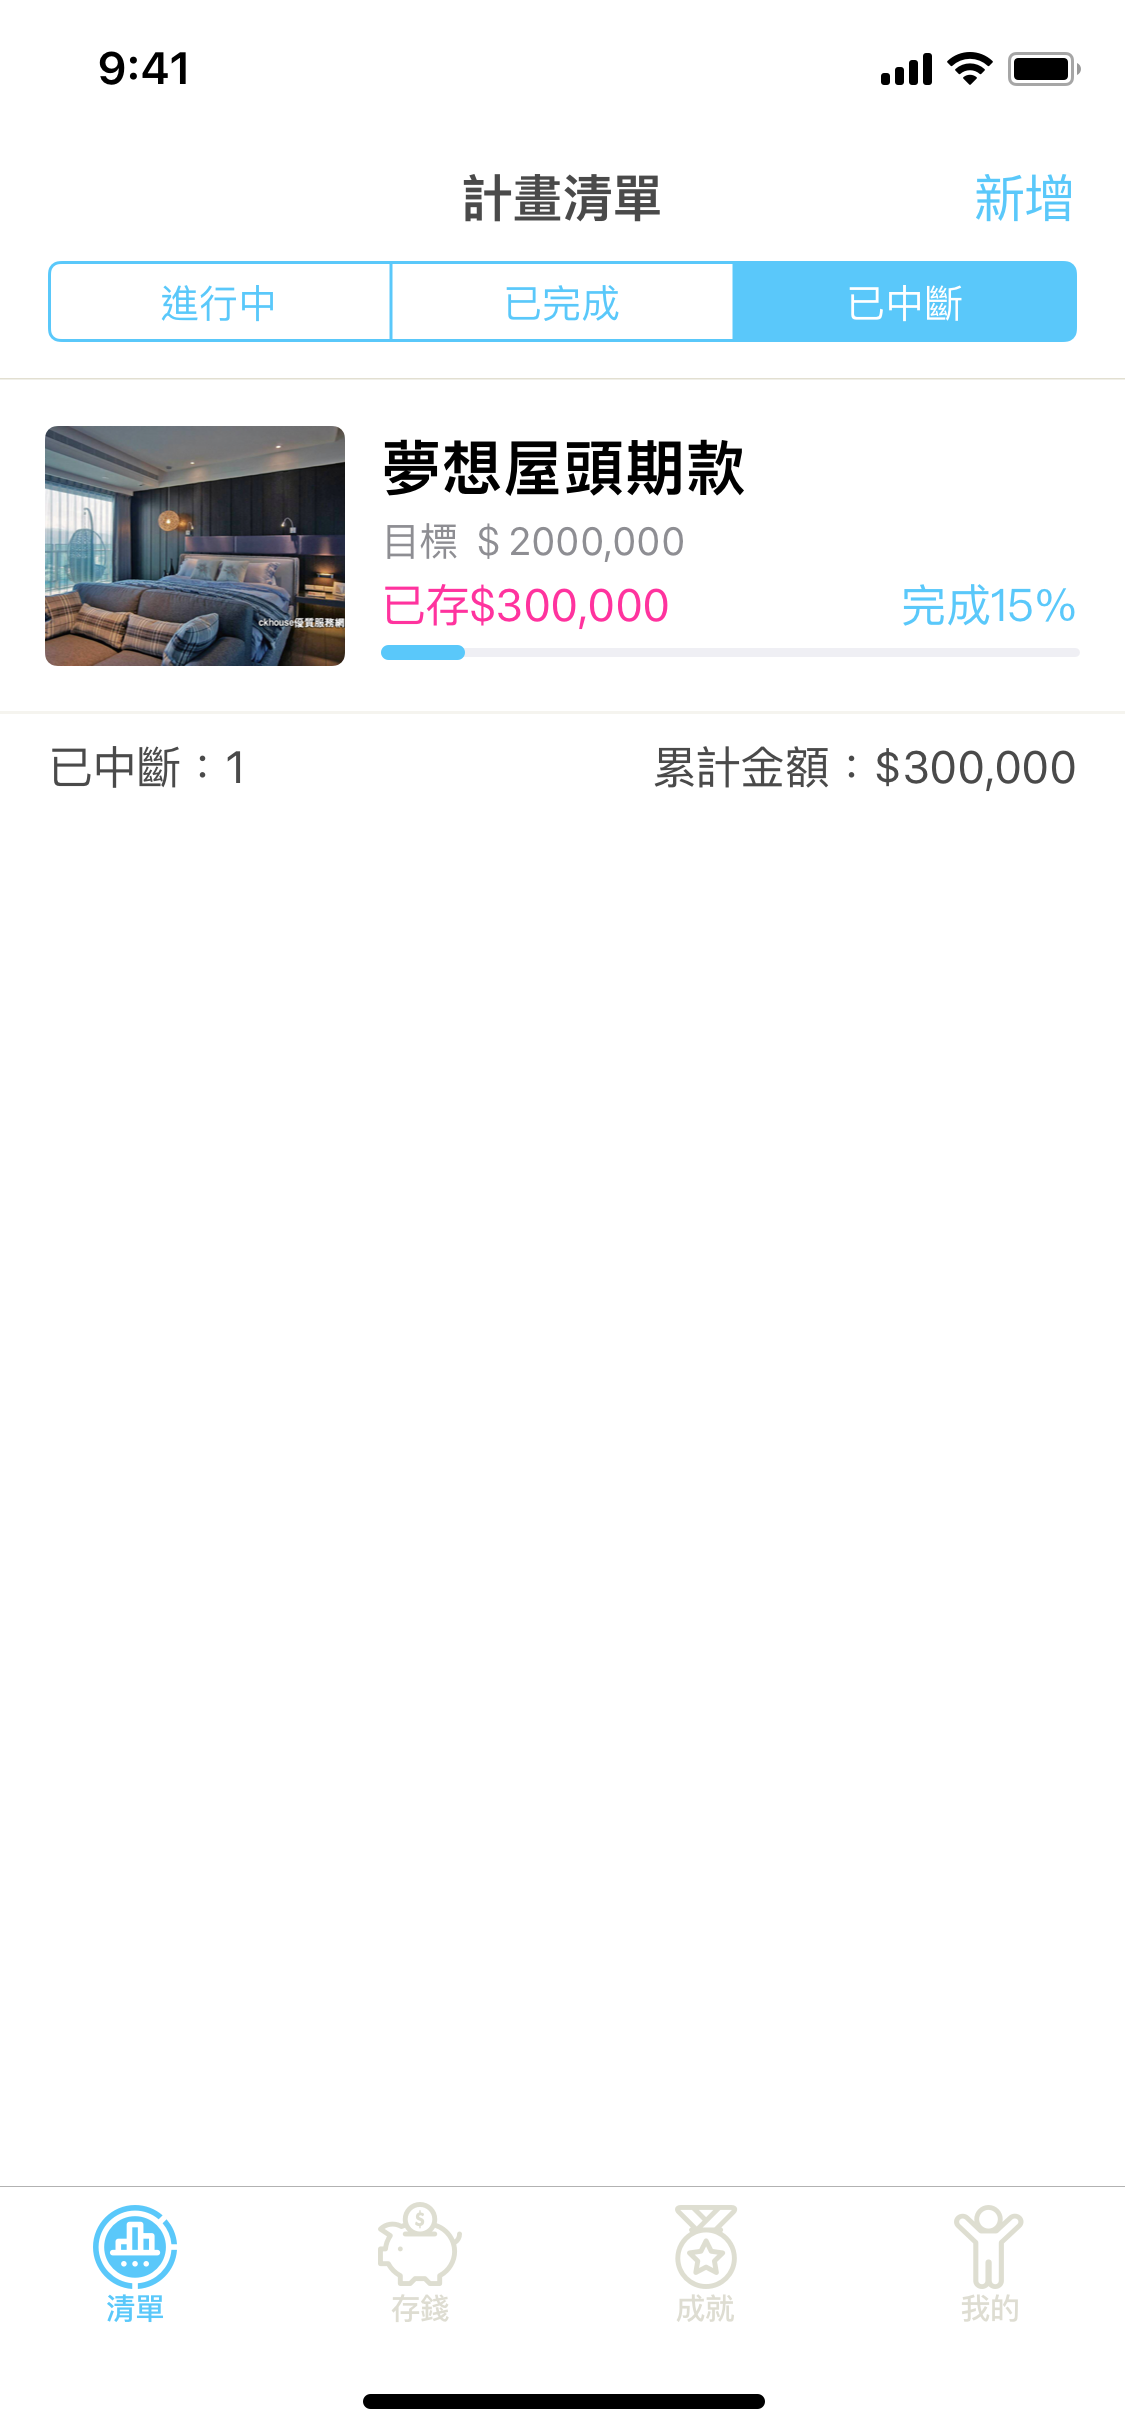 9:41
計畫清單
新增
進行中
已完成
已中斷
夢想屋頭期款
目標 $ 2000,000
已存$300,000
完成15%
ckhouse優質服務網
已中斷：1
累計金額：$300,000
$
清單
存錢
成就
我的